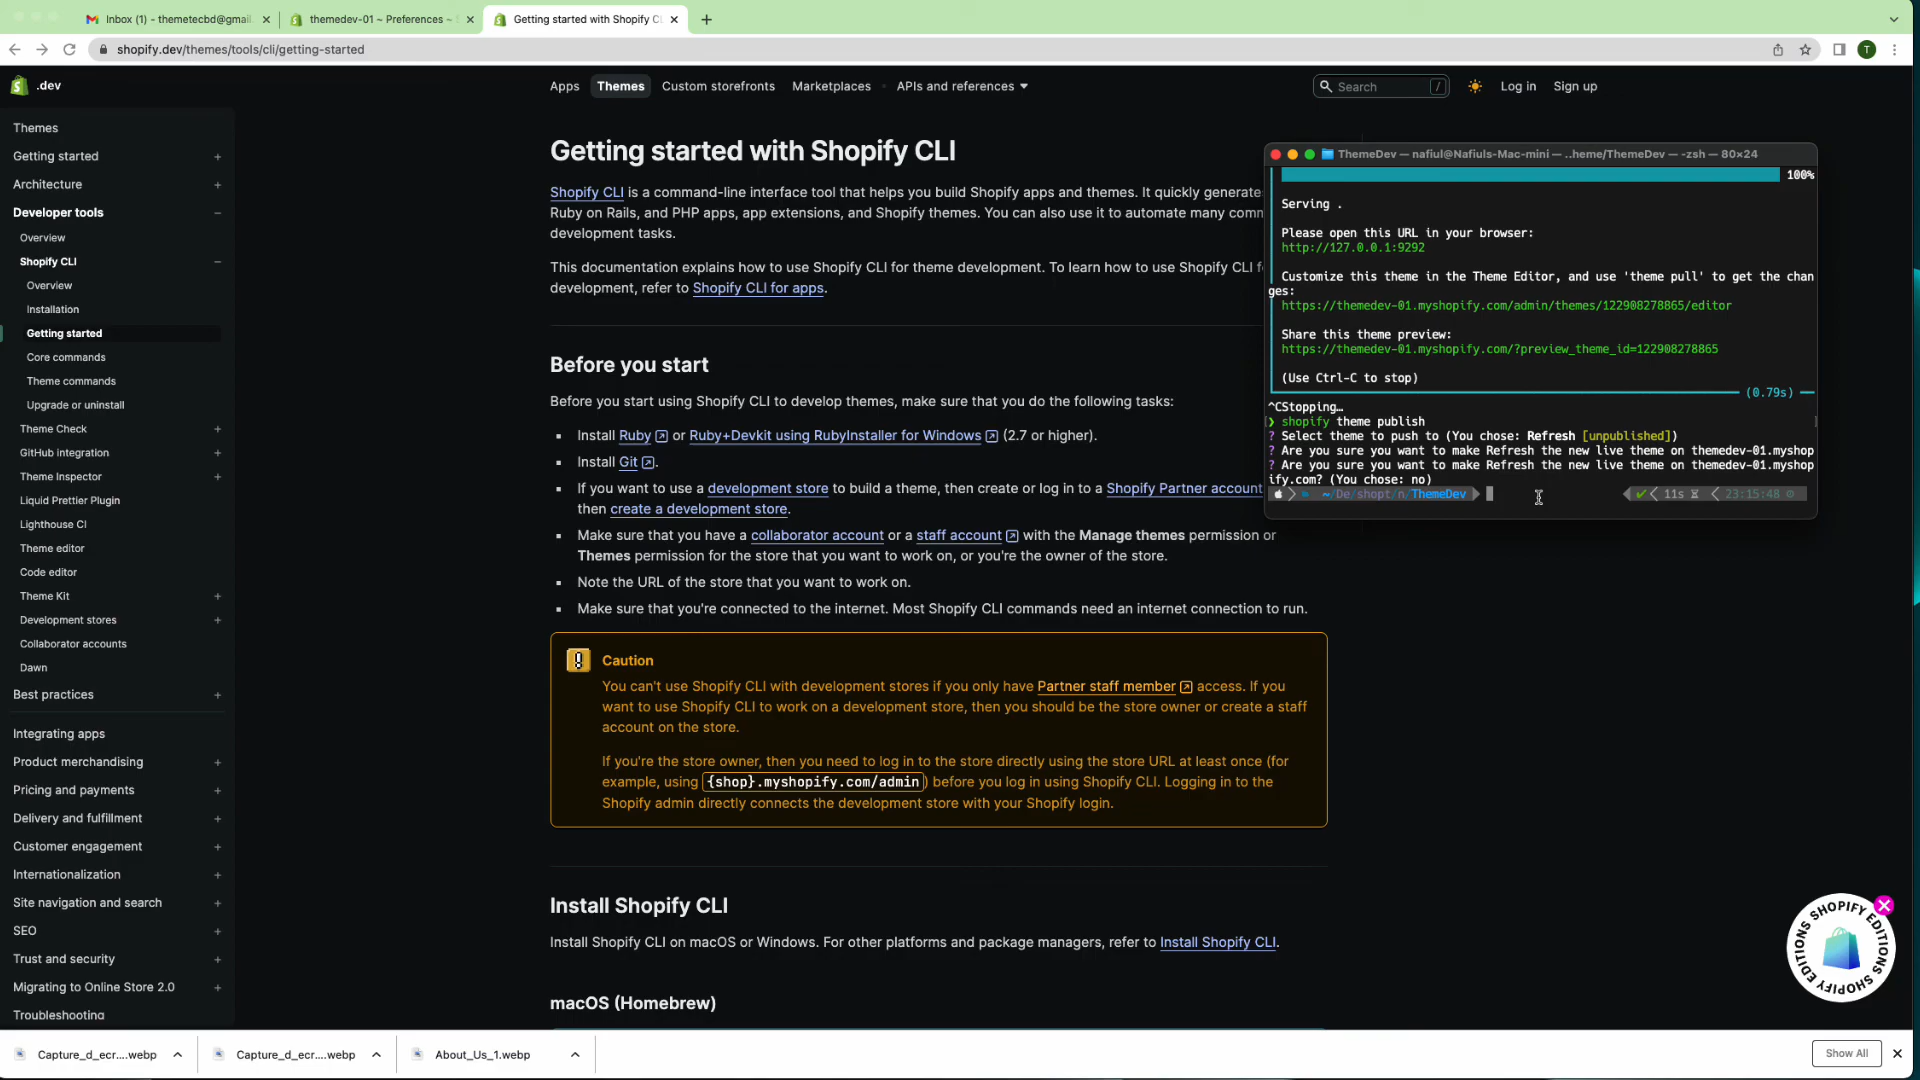 Inbox (1) - themetecbd@gmail.
themedev-01 ~ Preferences ~
Getting started with Shopify C
shopify.dev/themes/tools/cli/getting-started
T
.dev
Apps
Themes
Custom storefronts
Marketplaces
APIs and references
Search
/
Log in
Sign up
Themes
Getting started
Architecture
Developer tools
Overview
Shopify CLI
Overview
Installation
Getting started
Core commands
Theme commands
Upgrade or uninstall
Theme Check
GitHub integration
Theme Inspector
Liquid Prettier Plugin
Lighthouse CI
Theme editor
Code editor
Theme Kit
Development stores
Collaborator accounts
Dawn
Best practices
Integrating apps
Product merchandising
Pricing and payments
Delivery and fulfillment
Customer engagement
Internationalization
Site navigation and search
SEO
Trust and security
Migrating to Online Store 2.0
Troubleshooting
Getting started with Shopify CLI
Shopify CLI is a command-line interface tool that helps you build Shopify apps and themes. It quickly generate
Ruby on Rails, and PHP apps, app extensions, and Shopify themes. You can also use it to automate many com
development tasks.
This documentation explains how to use Shopify CLI for theme development. To learn how to use Shopify CLI f
development, refer to Shopify CLI for apps.
Before you start
Before you start using Shopify CLI to develop themes, make sure that you do the following tasks:
Install Ruby or Ruby+Devkit using RubyInstaller for Windows (2.7 or higher).
Install Git.
If you want to use a development store to build a theme, then create or log in to a Shopify Partner account
then create a development store.
Make sure that you have a collaborator account or a staff account with the Manage themes permission or
Themes permission for the store that you want to work on, or you're the owner of the store.
Note the URL of the store that you want to work on.
Make sure that you're connected to the internet. Most Shopify CLI commands need an internet connection to run.
Caution
You can't use Shopify CLI with development stores if you only have Partner staff member access. If you
want to use Shopify CLI to work on a development store, then you should be the store owner or create a staff
account on the store.
If you're the store owner, then you need to log in to the store directly using the store URL at least once (for
example, using {shop}.myshopify.com/admin) before you log in using Shopify CLI. Logging in to the
Shopify admin directly connects the development store with your Shopify login.
Install Shopify CLI
Install Shopify CLI on macOS or Windows. For other platforms and package managers, refer to Install Shopify CLI.
macOS (Homebrew)
ThemeDev — nafiul@Nafiuls-Mac-mini — ..heme/ThemeDev — -zsh — 80×24
100%
Serving .
Please open this URL in your browser:
http://127.0.0.1:9292
Customize this theme in the Theme Editor, and use 'theme pull' to get the chan
ges:
https://themedev-01.myshopify.com/admin/themes/122908278865/editor
Share this theme preview:
https://themedev-01.myshopify.com/?preview_theme_id=122908278865
(Use Ctrl-C to stop)
(0.79s)
^CStopping…
❯ shopify theme publish
? Select theme to push to (You chose: Refresh [unpublished])
? Are you sure you want to make Refresh the new live theme on themedev-01.myshop
? Are you sure you want to make Refresh the new live theme on themedev-01.myshop
ify.com? (You chose: no)
~/De/shopt/n/ThemeDev
11s
23:15:48
SHOPIFY EDITIONS SHOPIFY EDITIONS
Capture_d_ecr....webp
Capture_d_ecr....webp
About_Us_1.webp
Show All